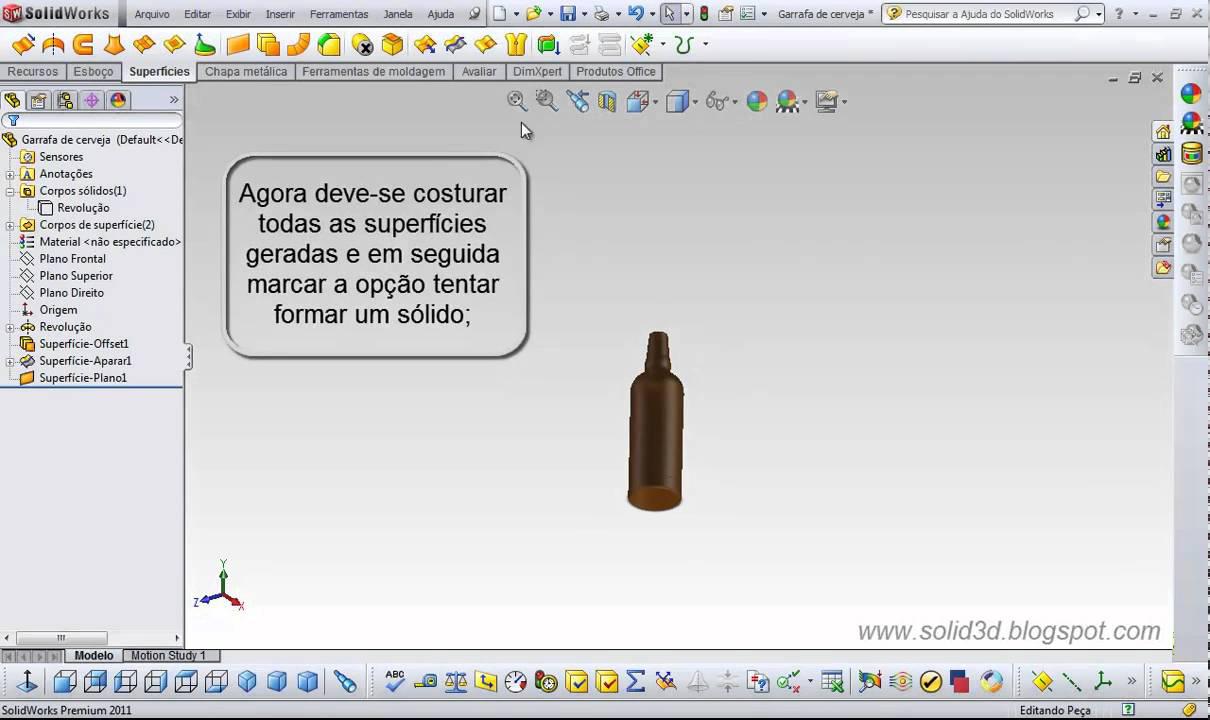 SolidWorks
Arquivo Editar Exibir Inserir Ferramentas Janela Ajuda
Garrafa de cerveja *
Pesquisar a Ajuda do SolidWorks
Recursos Esboço Superfícies Chapa metálica Ferramentas de moldagem Avaliar DimXpert Produtos Office
Garrafa de cerveja (Default<<De
Sensores
Anotações
Corpos sólidos(1)
Revolução
Corpos de superfície(2)
Material <não especificado>
Plano Frontal
Plano Superior
Plano Direito
Origem
Revolução
Superfície-Offset1
Superfície-Aparar1
Superfície-Plano1
Agora deve-se costurar
todas as superfícies
geradas e em seguida
marcar a opção tentar
formar um sólido;
Y
Z
X
www.solid3d.blogspot.com
Modelo Motion Study 1
ABC
SolidWorks Premium 2011
Editando Peça